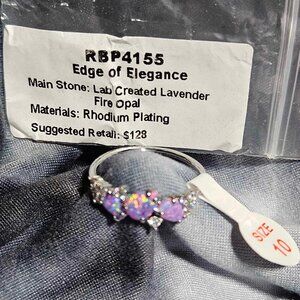 RBP4155
Edge of Elegance
Main Stone: Lab Created Lavender
Fire Opal
Materials: Rhodium Plating
Suggested Retail: $128
SIZE
10